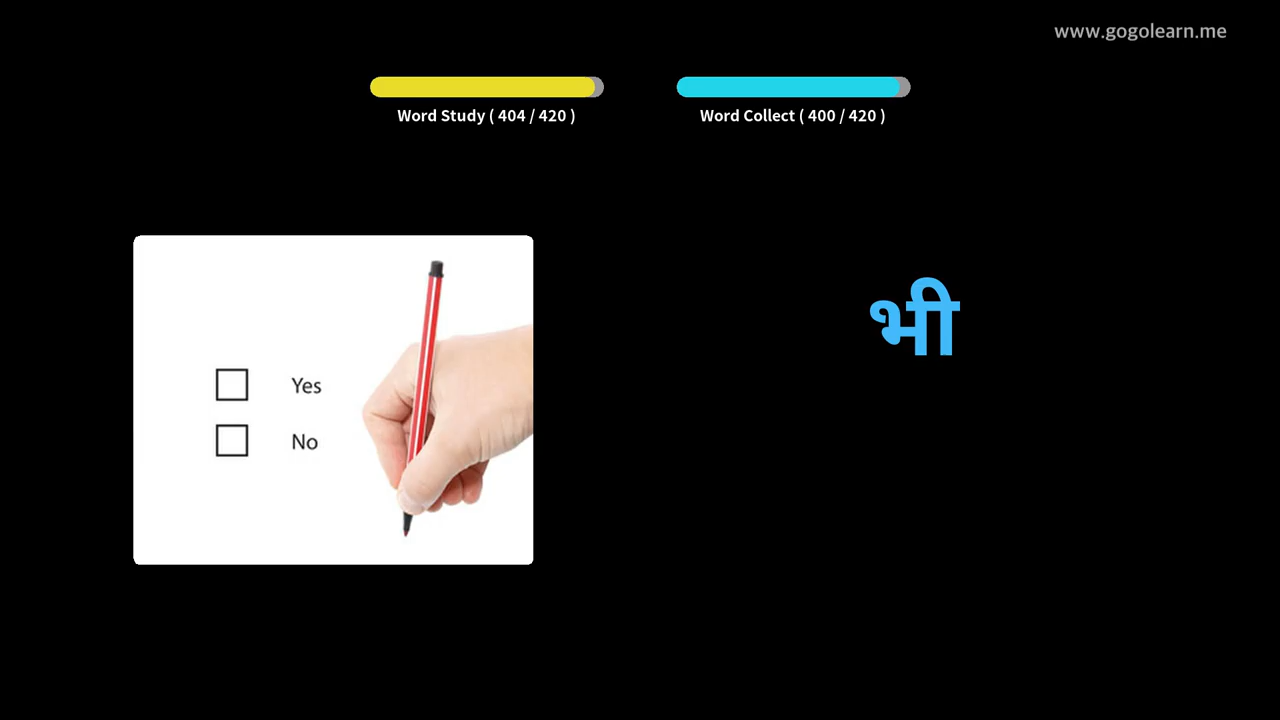 www.gogolearn.me
Word Study ( 404 / 420 )
Word Collect ( 400 / 420 )
भी
Yes
No